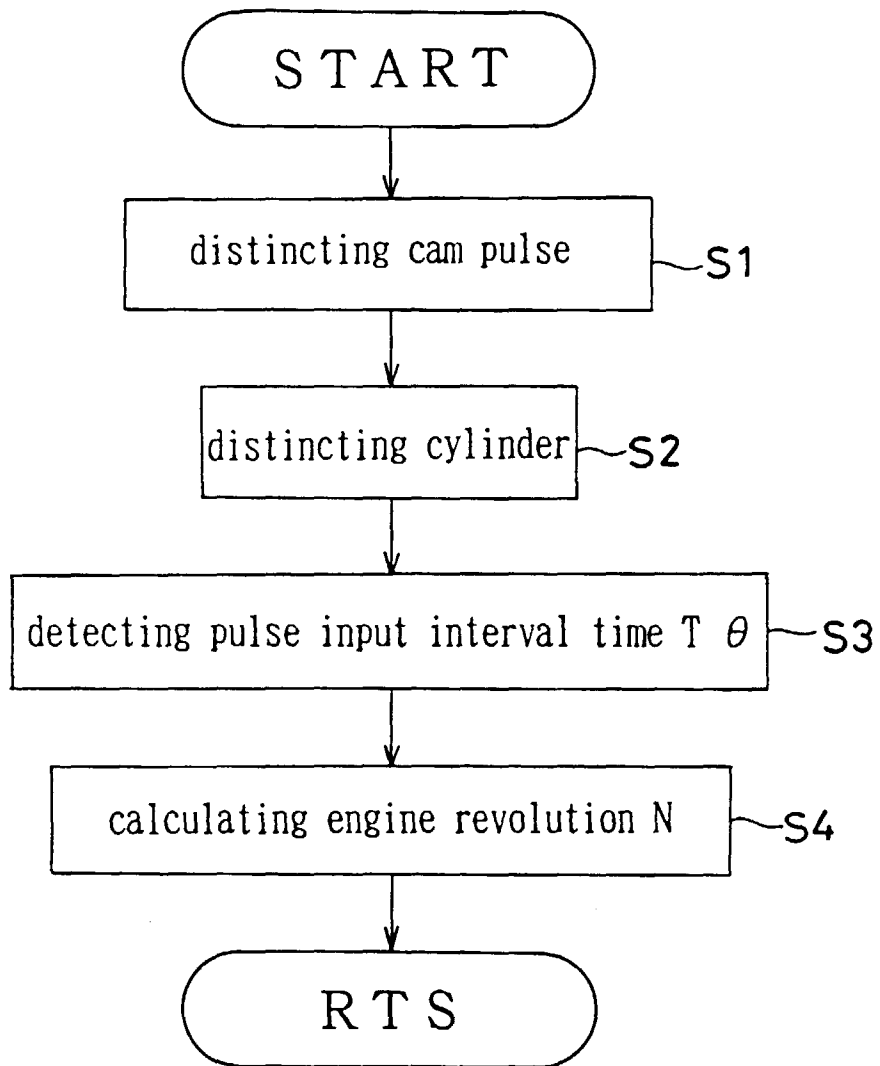 START
distincting cam pulse
S1
distincting cylinder
S2
detecting pulse input interval time T θ
S3
calculating engine revolution N
S4
RTS